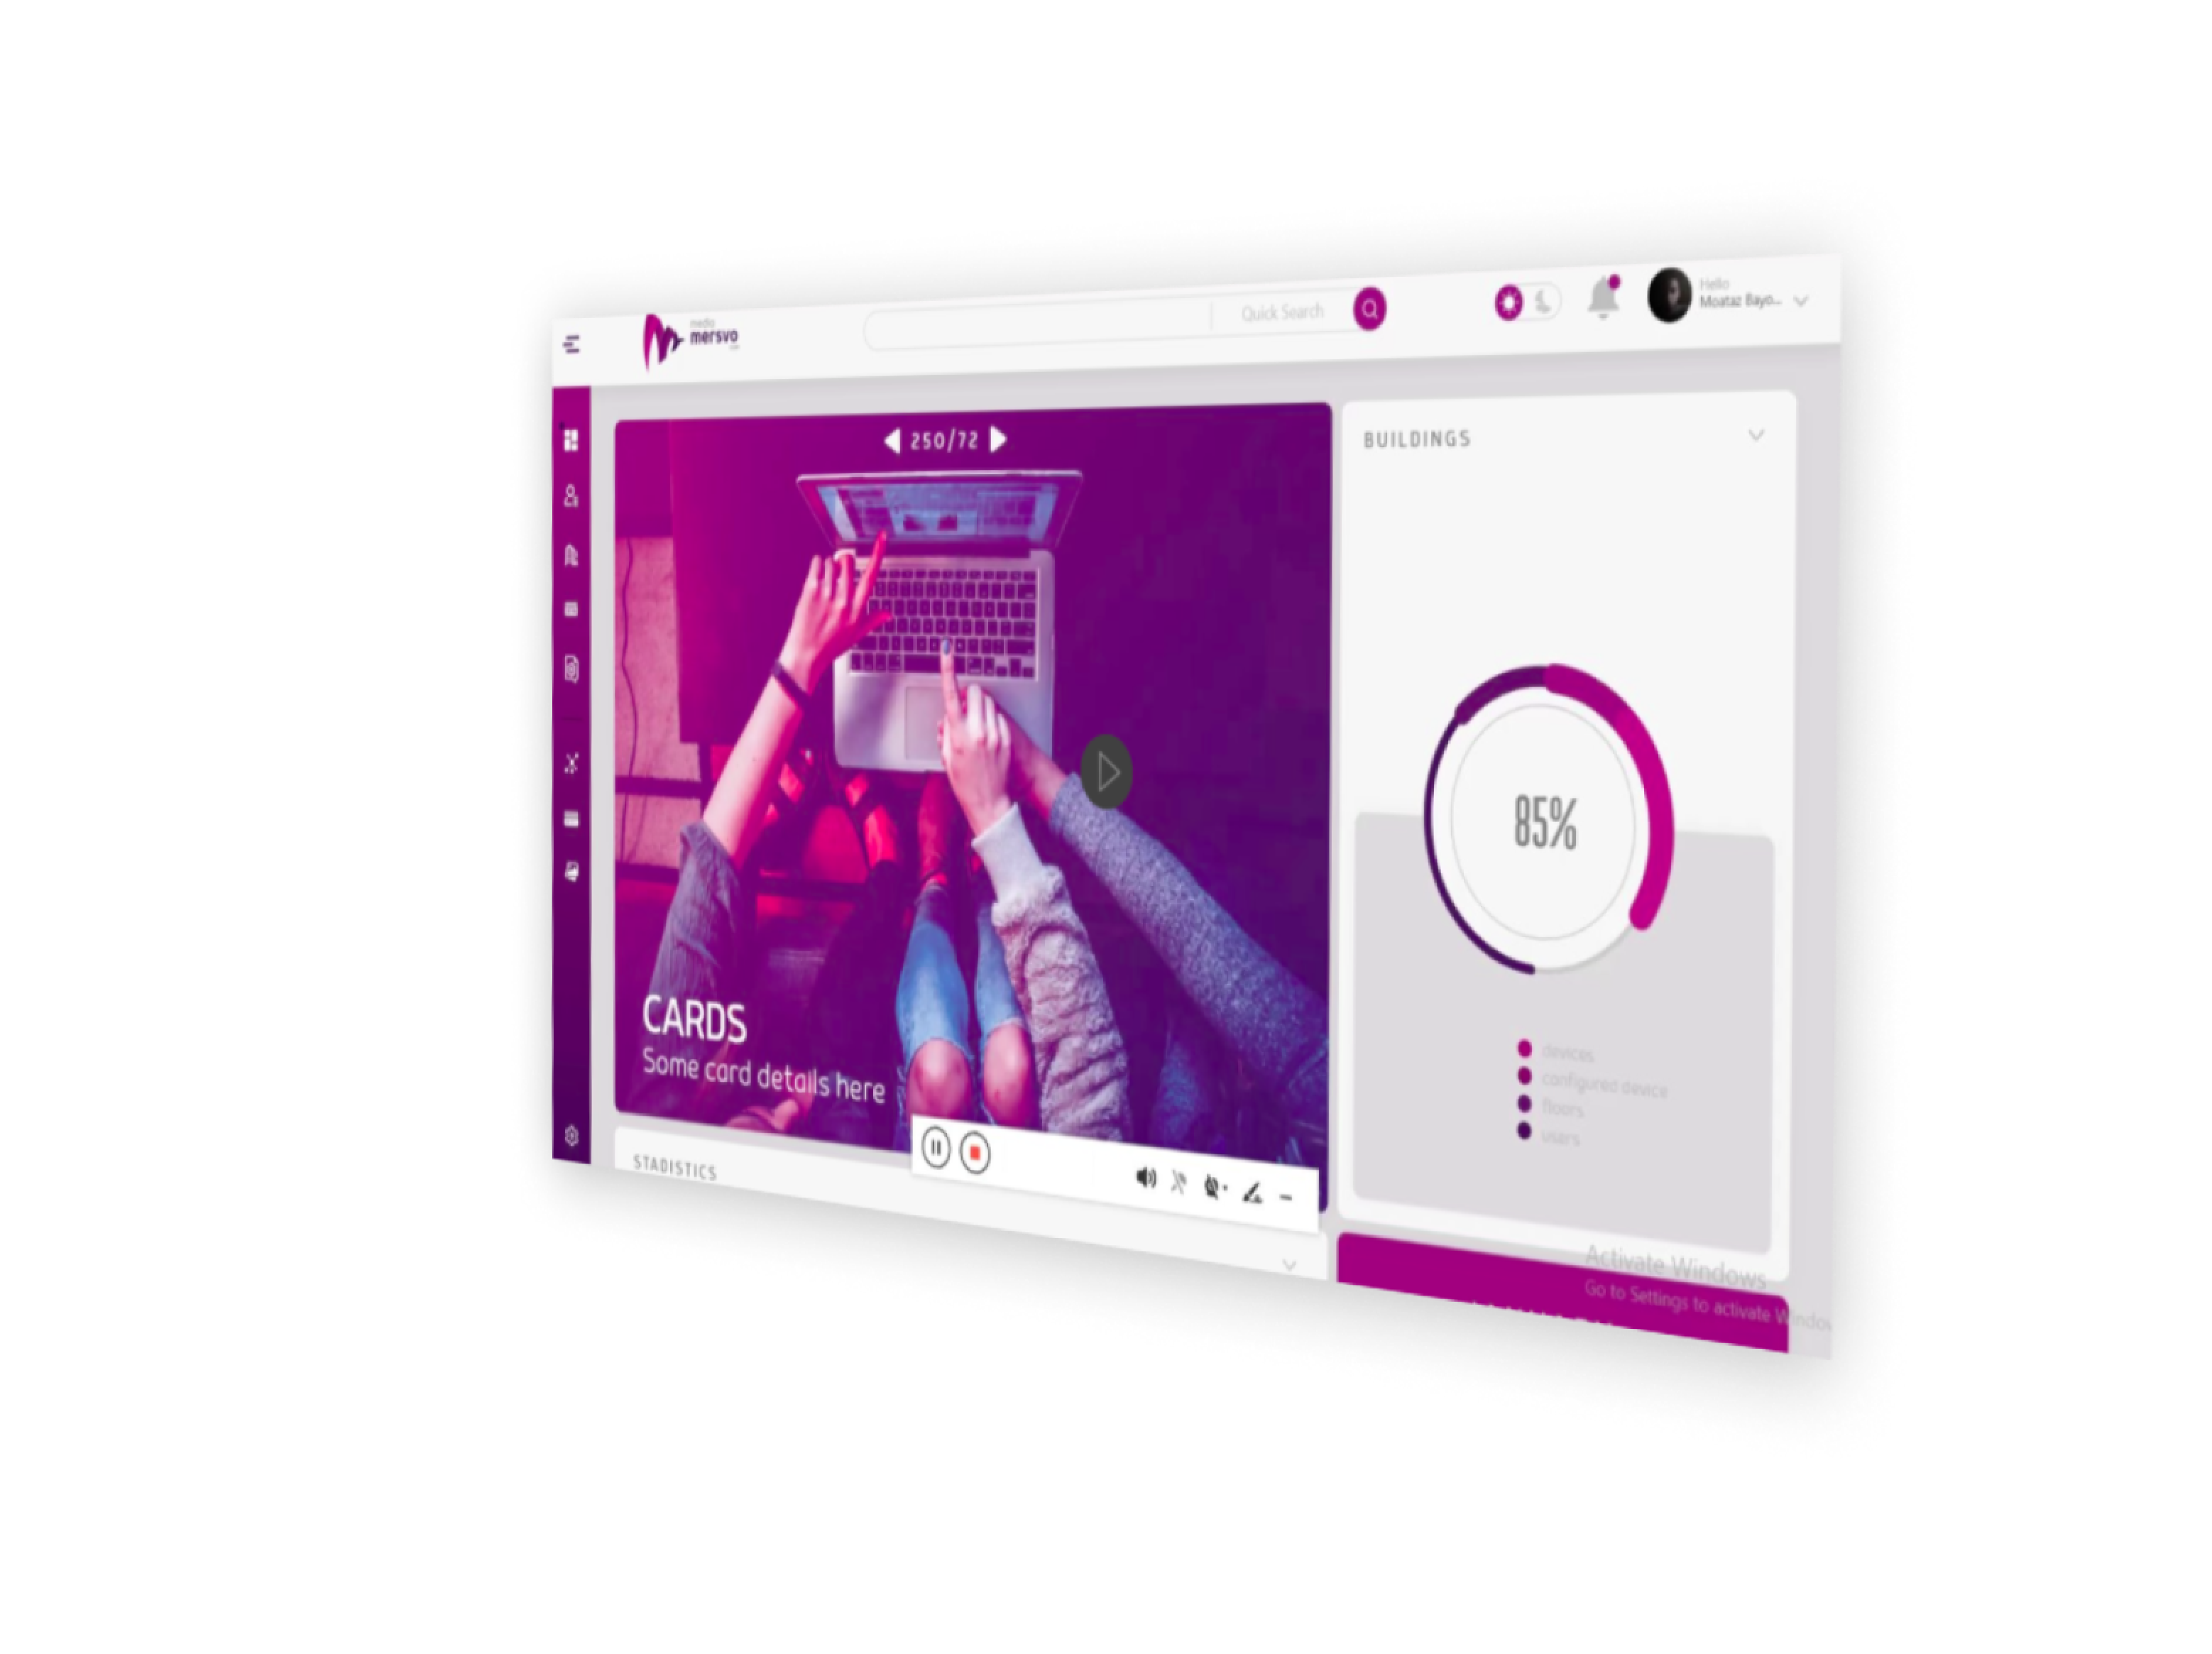 media
mersvo
Quick Search
Hello
Moataz Bayo...
250/72
BUILDINGS
85%
CARDS
Some card details here
devices
configured device
floors
users
STADISTICS
Activate Windows
Go to Settings to activate Window